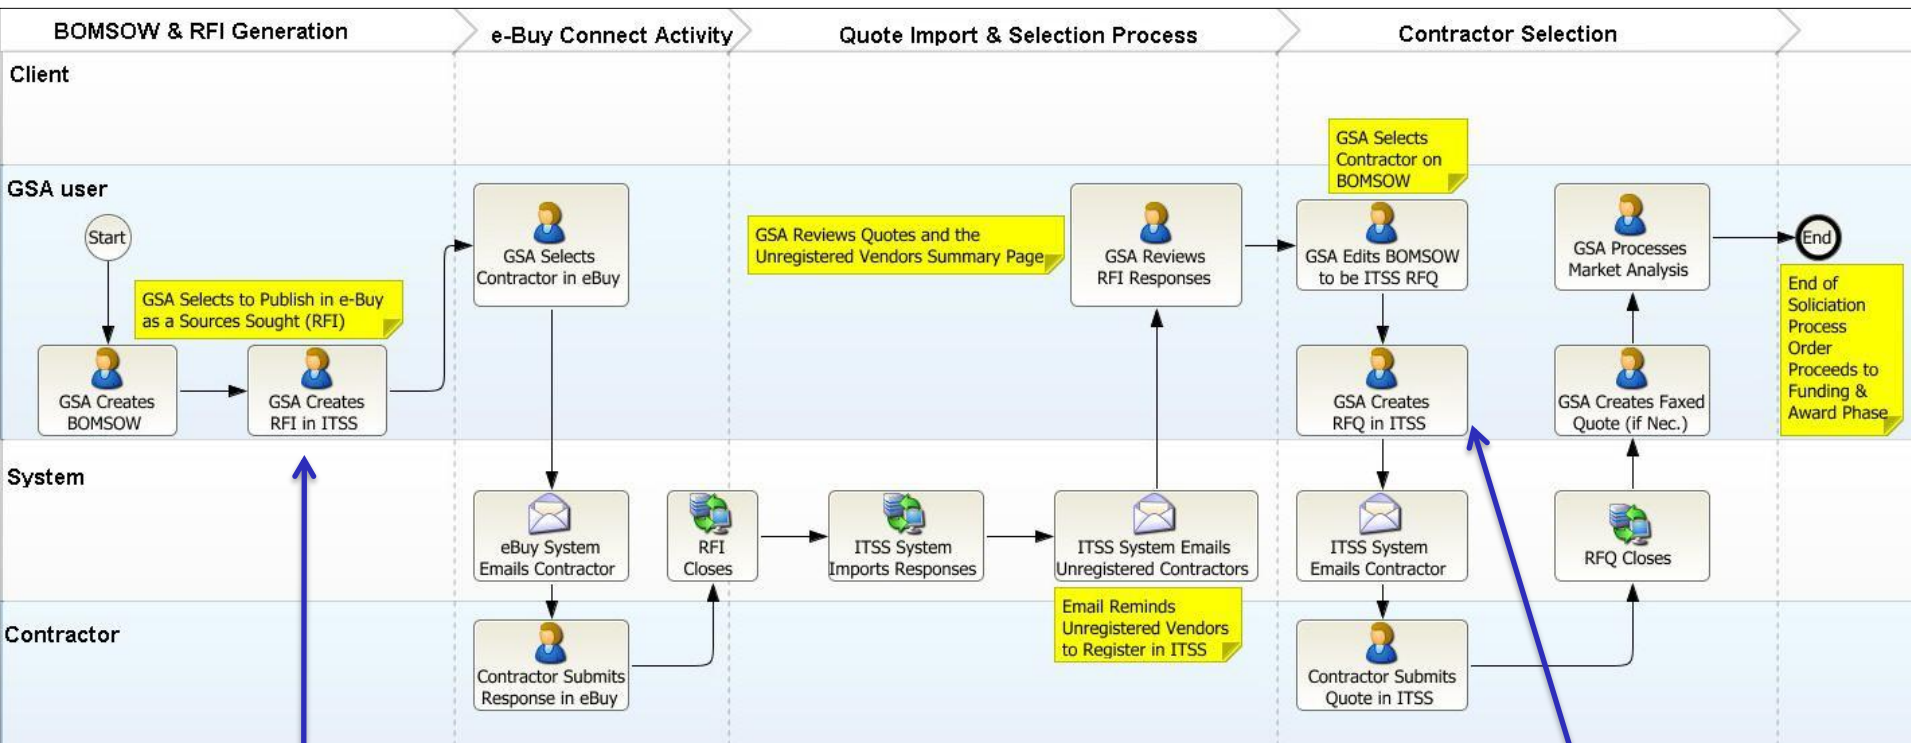 BOMSOW & RFI Generation
e-Buy Connect Activity
Quote Import & Selection Process
Contractor Selection
Client
GSA user
Start
GSA Selects to Publish in e-Buy
as a Sources Sought (RFI)
GSA Creates
BOMSOW
GSA Creates
RFI in ITSS
GSA Selects
Contractor in eBuy
GSA Reviews Quotes and the
Unregistered Vendors Summary Page
GSA Reviews
RFI Responses
GSA Selects
Contractor on
BOMSOW
GSA Edits BOMSOW
to be ITSS RFQ
GSA Creates
RFQ in ITSS
GSA Processes
Market Analysis
GSA Creates Faxed
Quote (if Nec.)
End
End of
Soliciation
Process
Order
Proceeds to
Funding &
Award Phase
System
eBuy System
Emails Contractor
RFI
Closes
ITSS System
Imports Responses
ITSS System Emails
Unregistered Contractors
Email Reminds
Unregistered Vendors
to Register in ITSS
ITSS System
Emails Contractor
RFQ Closes
Contractor
Contractor Submits
Response in eBuy
Contractor Submits
Quote in ITSS